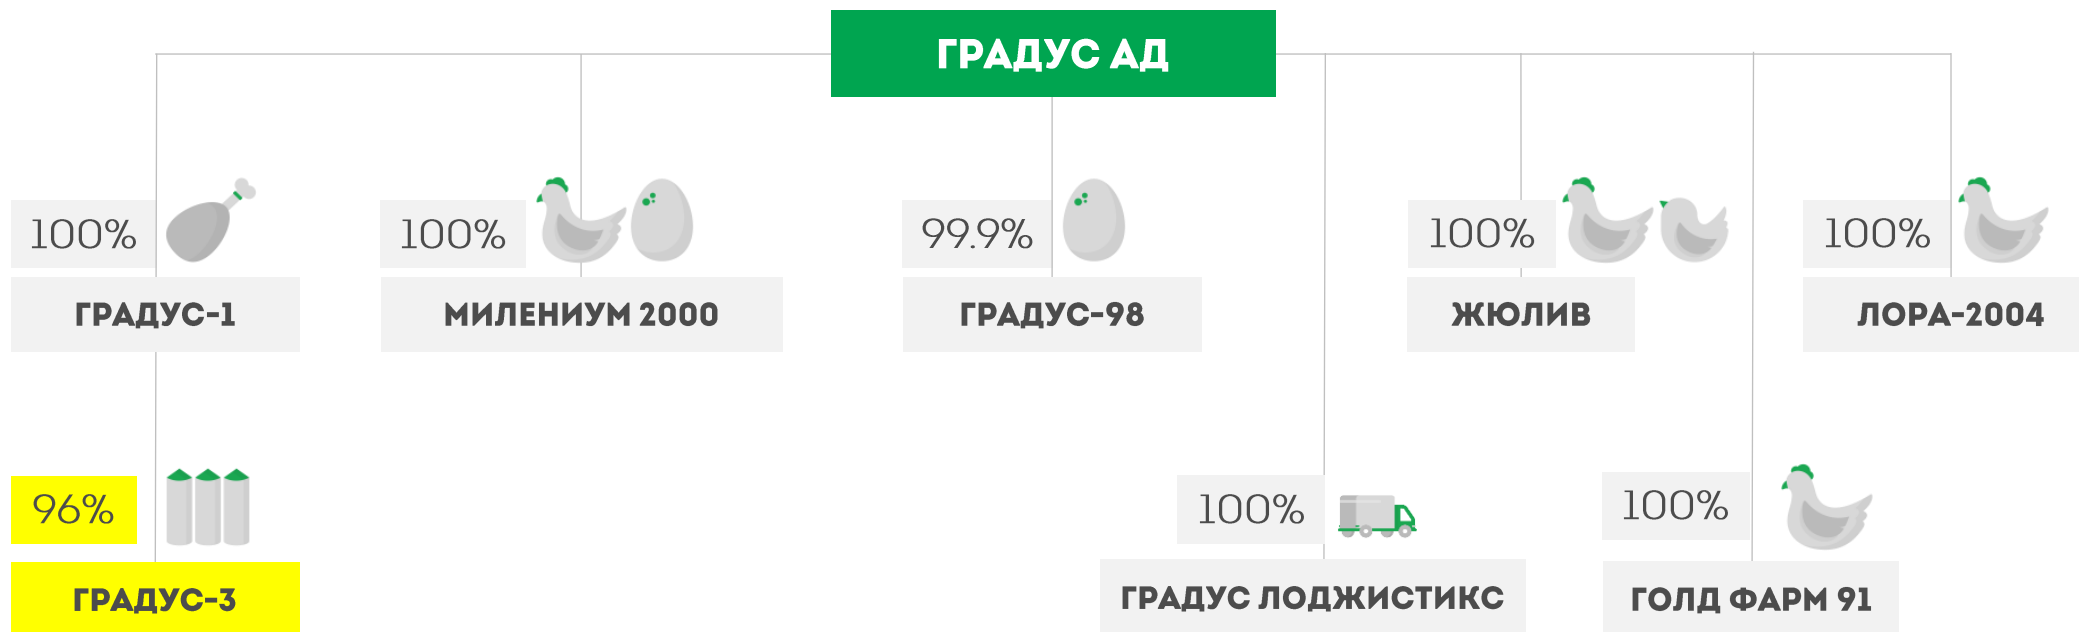 ГРАДУС АД
100%
ГРАДУС-1
100%
МИЛЕНИУМ 2000
99.9%
ГРАДУС-98
100%
ЖЮЛИВ
100%
ЛОРА-2004
96%
ГРАДУС-3
100%
ГРАДУС ЛОДЖИСТИКС
100%
ГОЛД ФАРМ 91